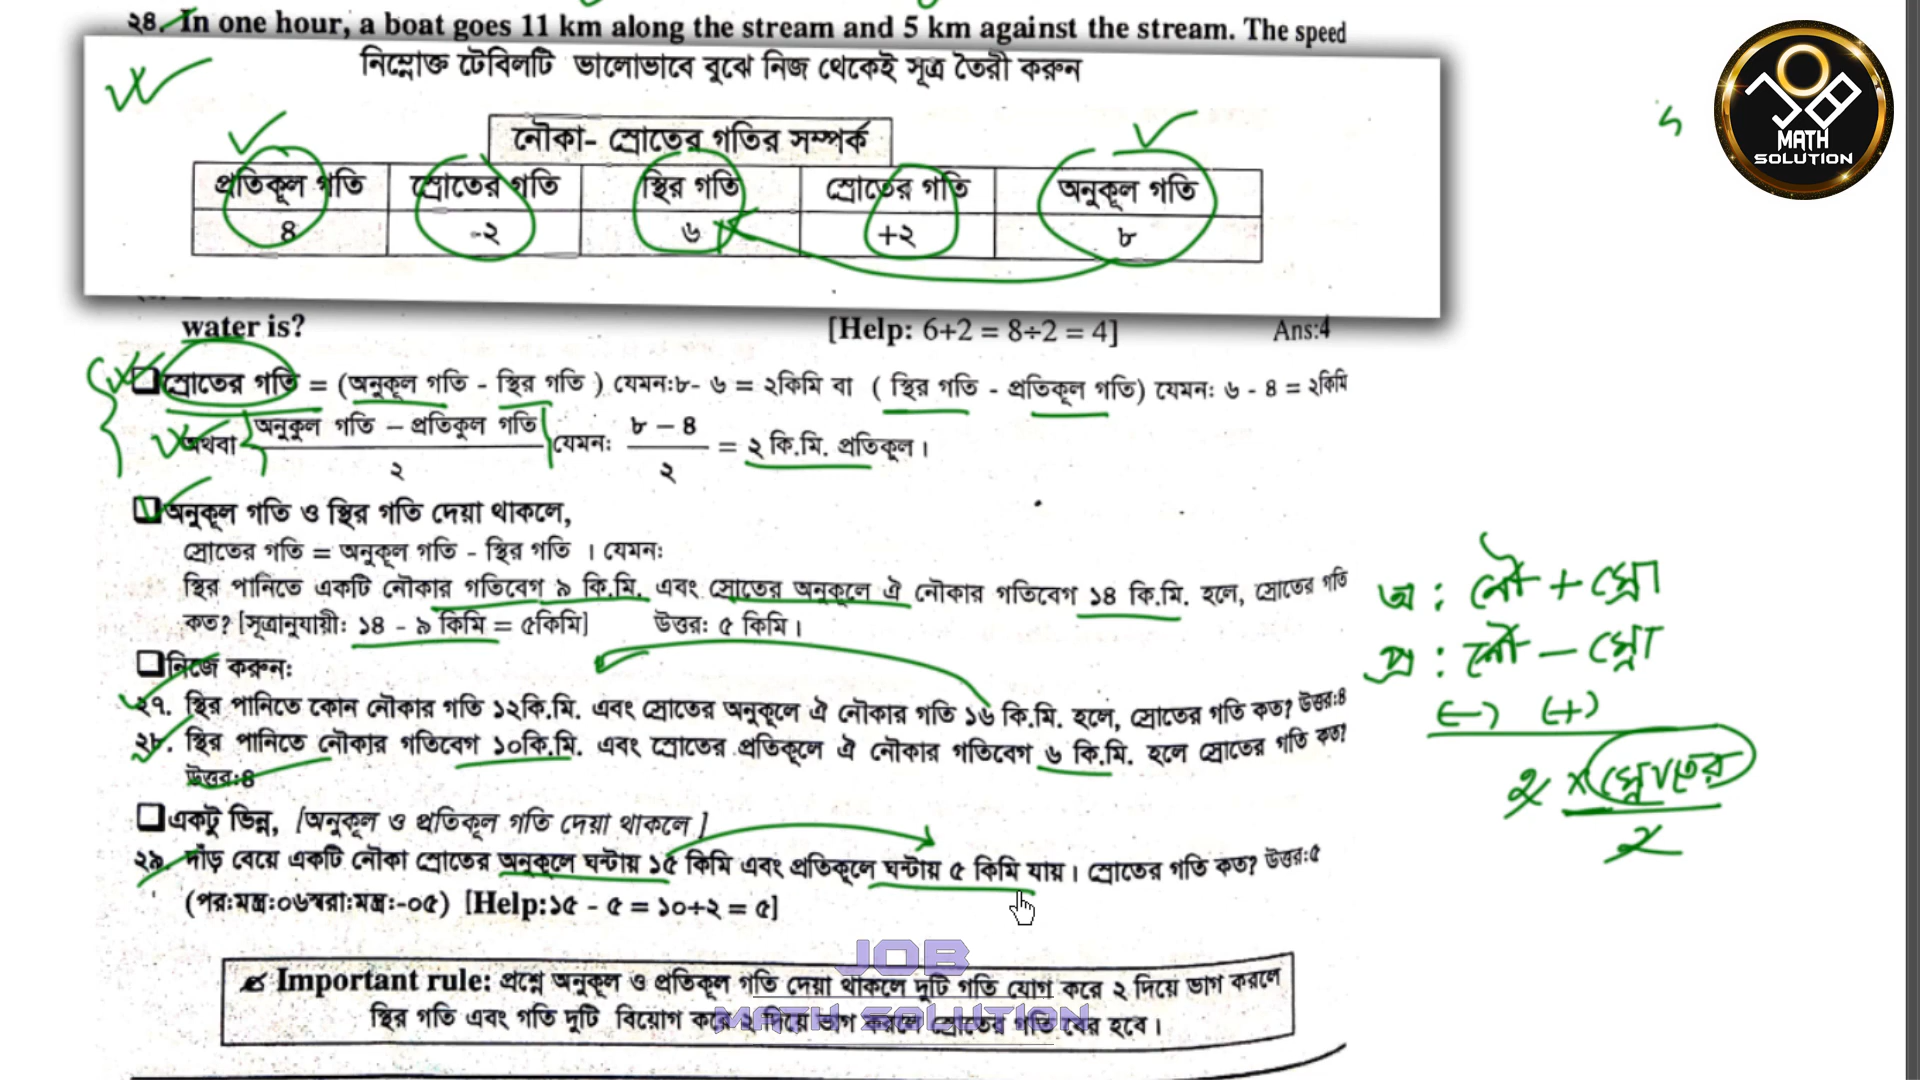 ২৪. In one hour, a boat goes 11 km along the stream and 5 km against the stream. The speed
নিম্নোক্ত টেবিলটি ভালোভাবে বুঝে নিজ থেকেই সূত্র তৈরী করুন
নৌকা- স্রোতের গতির সম্পর্ক
প্রতিকূল গতি স্রোতের গতি স্থির গতি স্রোতের গতি অনুকূল গতি
৪ -২ ৬ +২ ৮
MATH
SOLUTION
water is? [Help: 6+2 = 8÷2 = 4] Ans:4
স্রোতের গতি = (অনুকূল গতি - স্থির গতি ) যেমন:৮- ৬ = ২কিমি বা ( স্থির গতি - প্রতিকূল গতি) যেমন: ৬ - ৪ = ২কিমি
অথবা অনুকুল গতি – প্রতিকুল গতি / ২ যেমন: ৮ – ৪ / ২ = ২ কি.মি. প্রতিকূল।
অনুকূল গতি ও স্থির গতি দেয়া থাকলে,
স্রোতের গতি = অনুকূল গতি - স্থির গতি । যেমন:
স্থির পানিতে একটি নৌকার গতিবেগ ৯ কি.মি. এবং স্রোতের অনুকূলে ঐ নৌকার গতিবেগ ১৪ কি.মি. হলে, স্রোতের গতি
কত? [সূত্রানুযায়ী: ১৪ - ৯ কিমি = ৫কিমি] উত্তর: ৫ কিমি।
নিজে করুন:
২৭. স্থির পানিতে কোন নৌকার গতি ১২কি.মি. এবং স্রোতের অনুকূলে ঐ নৌকার গতি ১৬ কি.মি. হলে, স্রোতের গতি কত? উত্তর:৪
২৮. স্থির পানিতে নৌকার গতিবেগ ১০কি.মি. এবং স্রোতের প্রতিকূলে ঐ নৌকার গতিবেগ ৬ কি.মি. হলে স্রোতের গতি কত?
উত্তর:৪
একটু ভিন্ন, [অনুকূল ও প্রতিকূল গতি দেয়া থাকলে]
২৯. দাঁড় বেয়ে একটি নৌকা স্রোতের অনুকূলে ঘন্টায় ১৫ কিমি এবং প্রতিকূলে ঘন্টায় ৫ কিমি যায়। স্রোতের গতি কত? উত্তর:৫
(পর:মন্ত্র:০৬স্বরা:মন্ত্র:-০৫) [Help:১৫ - ৫ = ১০÷২ = ৫]
অ : নৌ + স্রো
প্র : নৌ – স্রো
(–) (+)
২ × স্রোতের
২
JOB
MATH SOLUTION
Important rule: প্রশ্নে অনুকূল ও প্রতিকূল গতি দেয়া থাকলে দুটি গতি যোগ করে ২ দিয়ে ভাগ করলে
স্থির গতি এবং গতি দুটি বিয়োগ করে ২ দিয়ে ভাগ করলে স্রোতের গতি বের হবে।